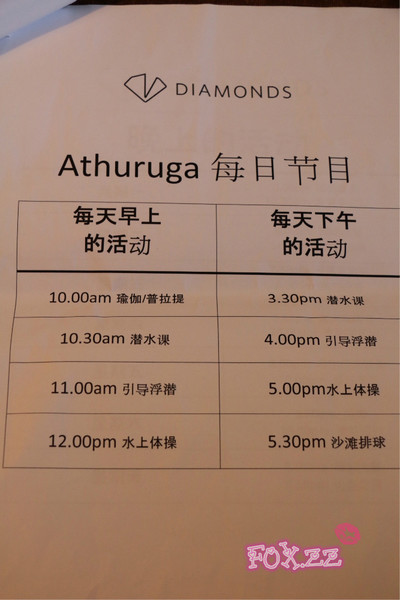 DIAMONDS
Athuruga 每日节目
每天早上
的活动
每天下午
的活动
10.00am 瑜伽/普拉提
3.30pm 潜水课
10.30am 潜水课
4.00pm 引导浮潜
11.00am 引导浮潜
5.00pm水上体操
12.00pm 水上体操
5.30pm 沙滩排球
FOX.ZZ